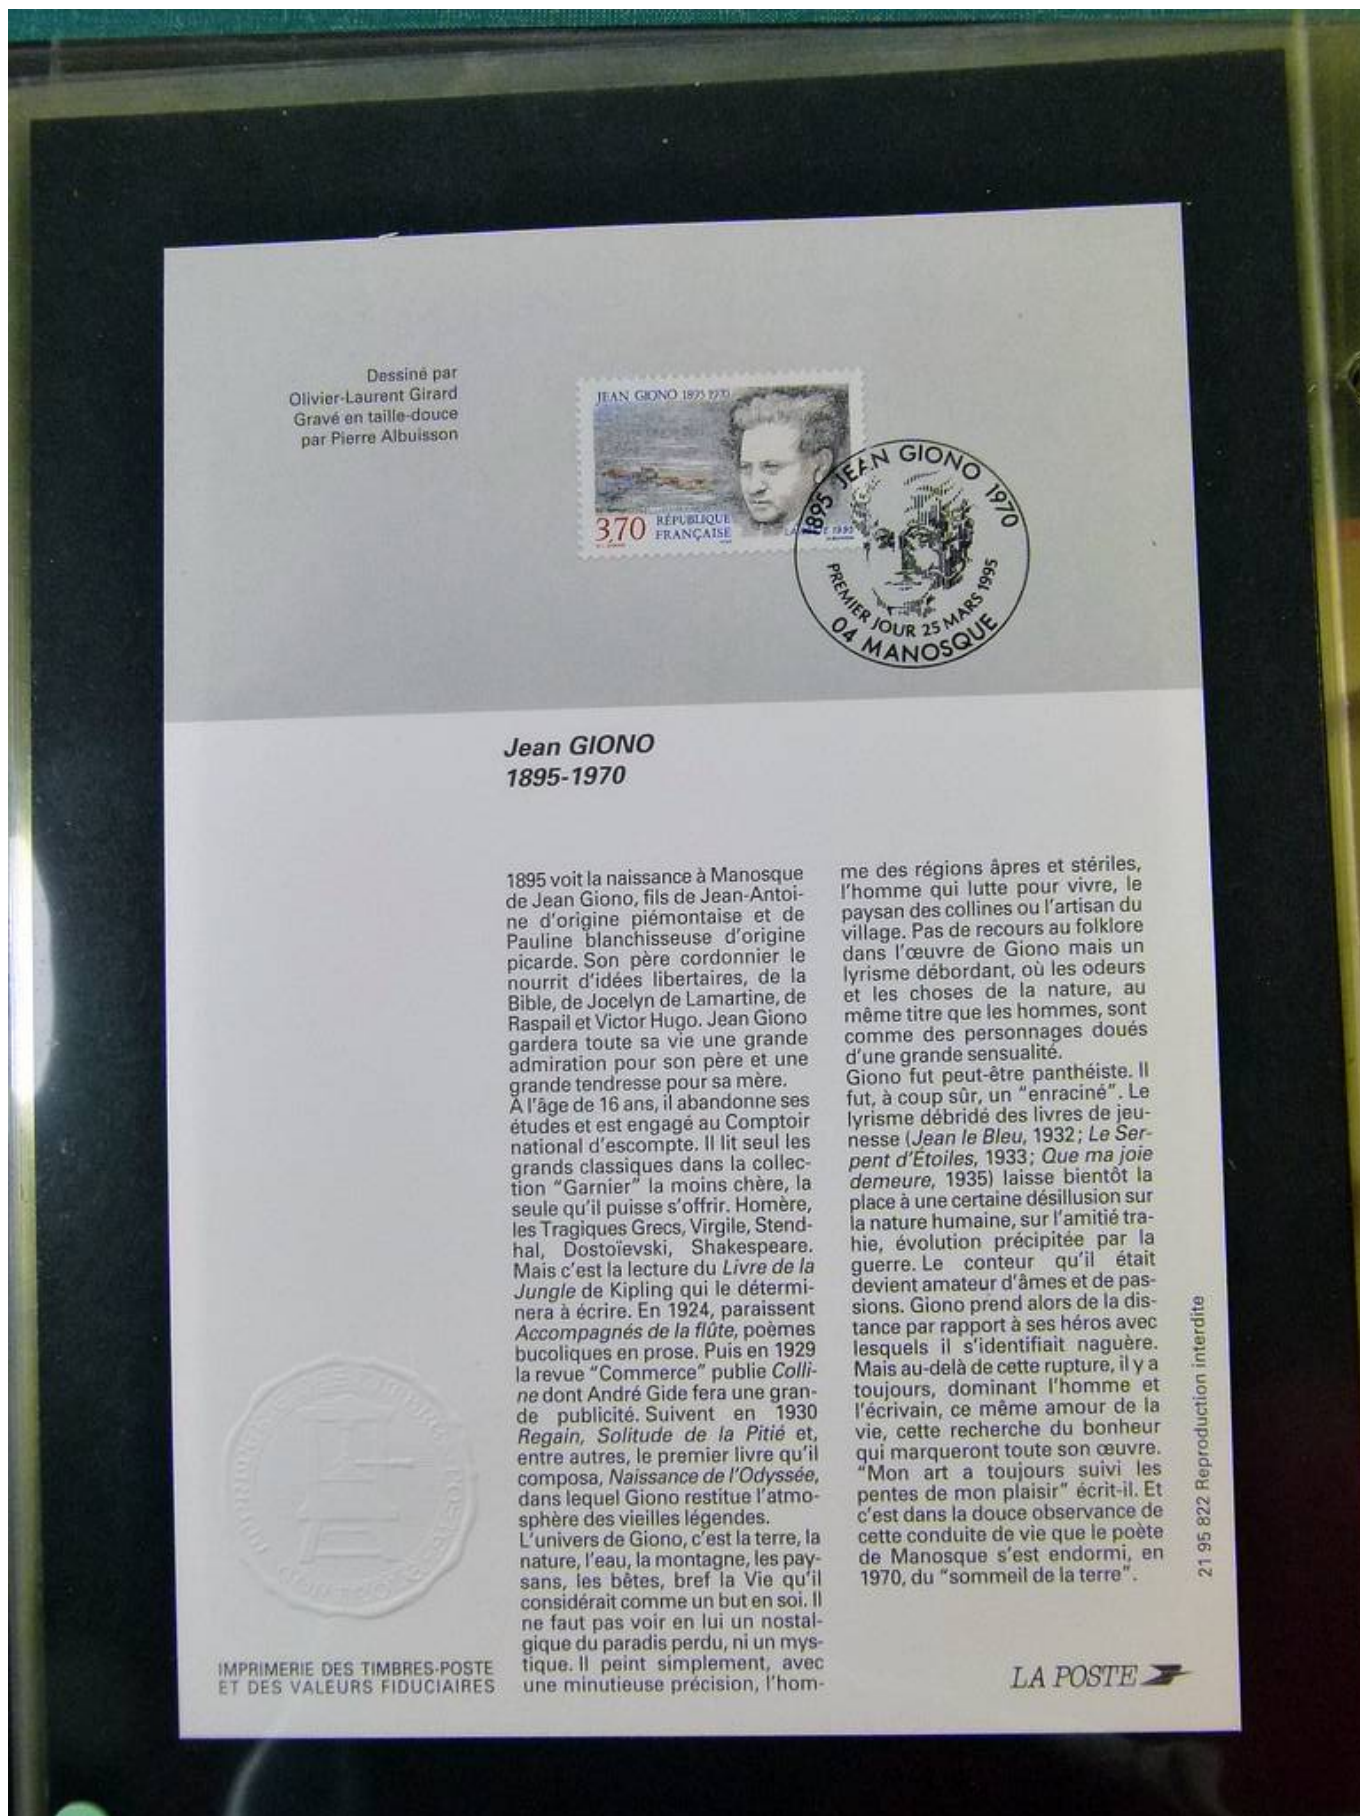 Dessiné par
Olivier-Laurent Girard
Gravé en taille-douce
par Pierre Albuisson
JEAN GIONO 1895 1970
3,70 RÉPUBLIQUE
FRANÇAISE
1995
1895 JEAN GIONO 1970
PREMIER JOUR 25 MARS 1995
04 MANOSQUE
Jean GIONO
1895-1970
1895 voit la naissance à Manosque
de Jean Giono, fils de Jean-Antoi-
ne d'origine piémontaise et de
Pauline blanchisseuse d'origine
picarde. Son père cordonnier le
nourrit d'idées libertaires, de la
Bible, de Jocelyn de Lamartine, de
Raspail et Victor Hugo. Jean Giono
gardera toute sa vie une grande
admiration pour son père et une
grande tendresse pour sa mère.
À l'âge de 16 ans, il abandonne ses
études et est engagé au Comptoir
national d'escompte. Il lit seul les
grands classiques dans la collec-
tion "Garnier" la moins chère, la
seule qu'il puisse s'offrir. Homère,
les Tragiques Grecs, Virgile, Stend-
hal, Dostoïevski, Shakespeare.
Mais c'est la lecture du Livre de la
Jungle de Kipling qui le détermi-
nera à écrire. En 1924, paraissent
Accompagnés de la flûte, poèmes
bucoliques en prose. Puis en 1929
la revue "Commerce" publie Colli-
ne dont André Gide fera une gran-
de publicité. Suivent en 1930
Regain, Solitude de la Pitié et,
entre autres, le premier livre qu'il
composa, Naissance de l'Odyssée,
dans lequel Giono restitue l'atmo-
sphère des vieilles légendes.
L'univers de Giono, c'est la terre, la
nature, l'eau, la montagne, les pay-
sans, les bêtes, bref la Vie qu'il
considérait comme un but en soi. Il
ne faut pas voir en lui un nostal-
gique du paradis perdu, ni un mys-
tique. Il peint simplement, avec
une minutieuse précision, l'hom-
me des régions âpres et stériles,
l'homme qui lutte pour vivre, le
paysan des collines ou l'artisan du
village. Pas de recours au folklore
dans l'œuvre de Giono mais un
lyrisme débordant, où les odeurs
et les choses de la nature, au
même titre que les hommes, sont
comme des personnages doués
d'une grande sensualité.
Giono fut peut-être panthéiste. Il
fut, à coup sûr, un "enraciné". Le
lyrisme débridé des livres de jeu-
nesse (Jean le Bleu, 1932; Le Ser-
pent d'Étoiles, 1933; Que ma joie
demeure, 1935) laisse bientôt la
place à une certaine désillusion sur
la nature humaine, sur l'amitié tra-
hie, évolution précipitée par la
guerre. Le conteur qu'il était
devient amateur d'âmes et de pas-
sions. Giono prend alors de la dis-
tance par rapport à ses héros avec
lesquels il s'identifiait naguère.
Mais au-delà de cette rupture, il y a
toujours, dominant l'homme et
l'écrivain, ce même amour de la
vie, cette recherche du bonheur
qui marqueront toute son œuvre.
"Mon art a toujours suivi les
pentes de mon plaisir" écrit-il. Et
c'est dans la douce observance de
cette conduite de vie que le poète
de Manosque s'est endormi, en
1970, du "sommeil de la terre".
21 95 822 Reproduction interdite
IMPRIMERIE DES TIMBRES-POSTE
ET DES VALEURS FIDUCIAIRES
LA POSTE